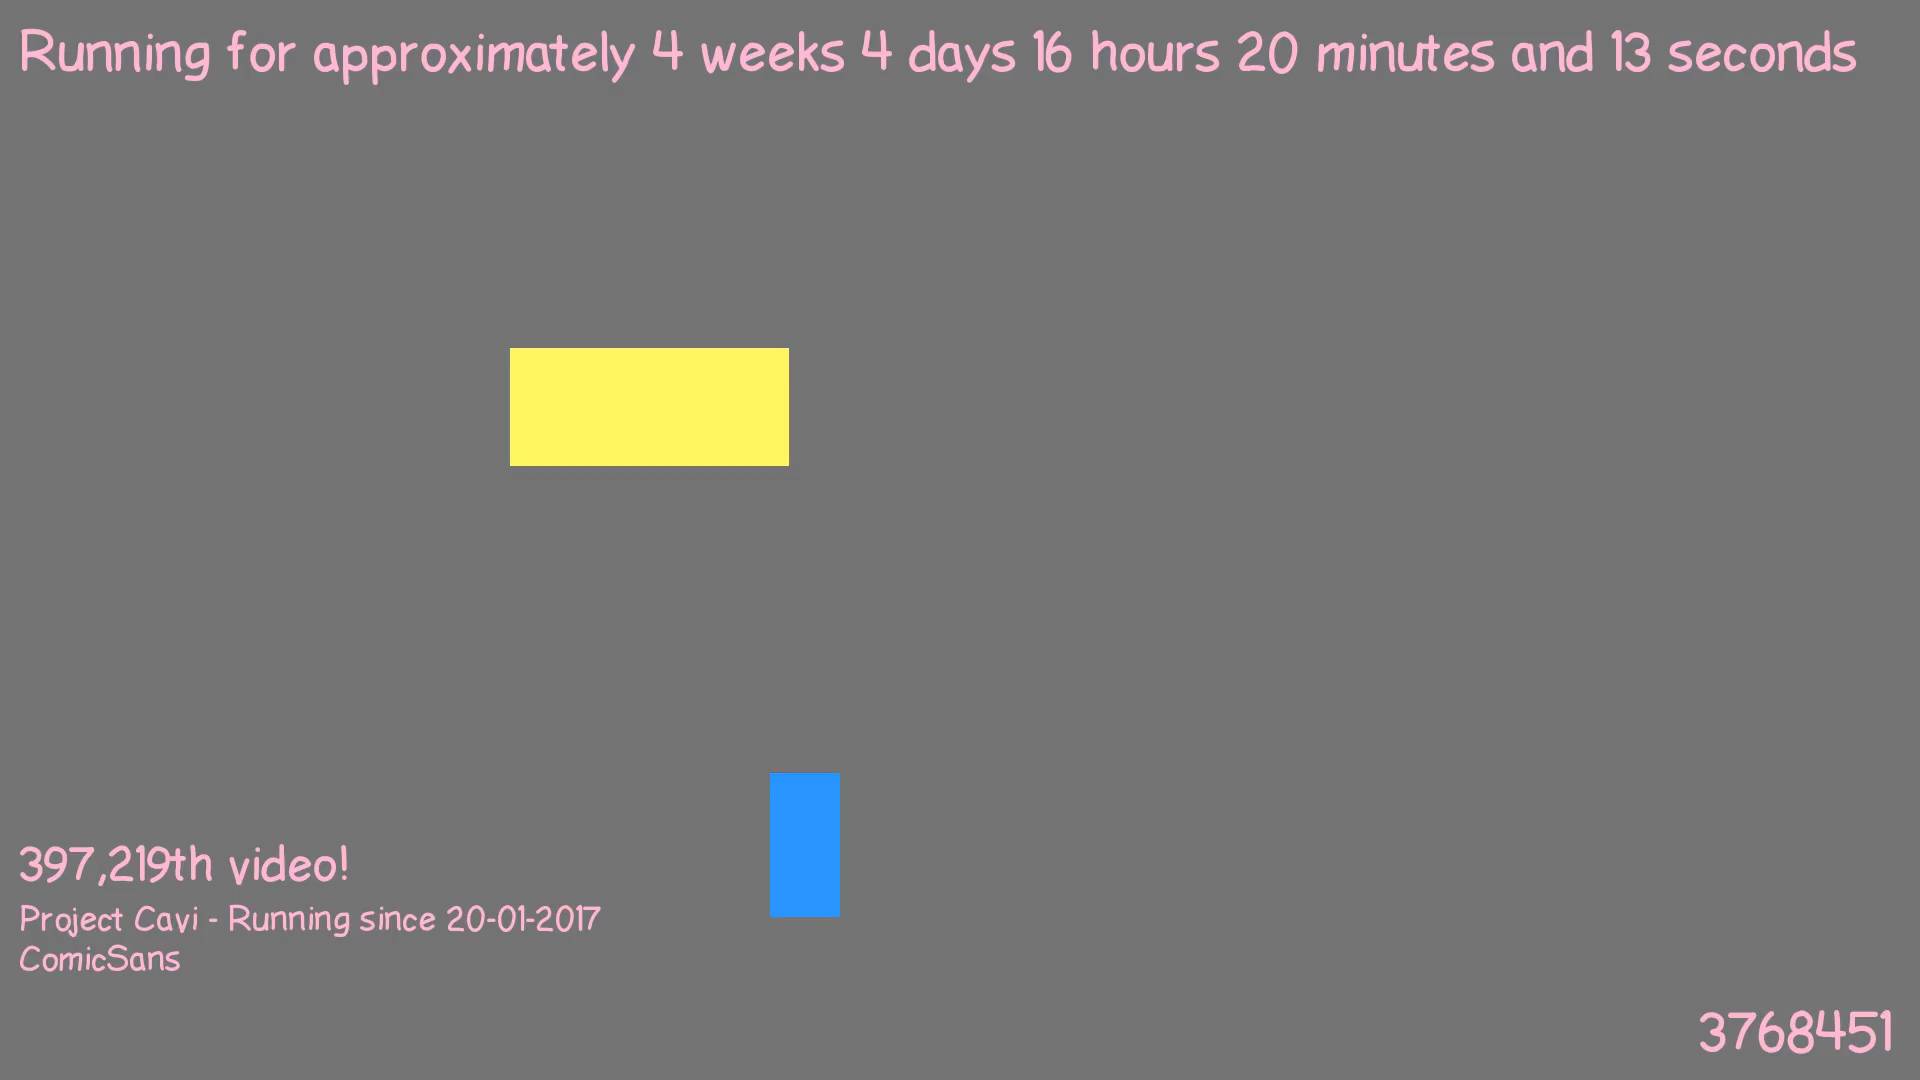 Running for approximately 4 weeks 4 days 16 hours 20 minutes and 13 seconds
397,219th video!
Project Cavi - Running since 20-01-2017
ComicSans
3768451